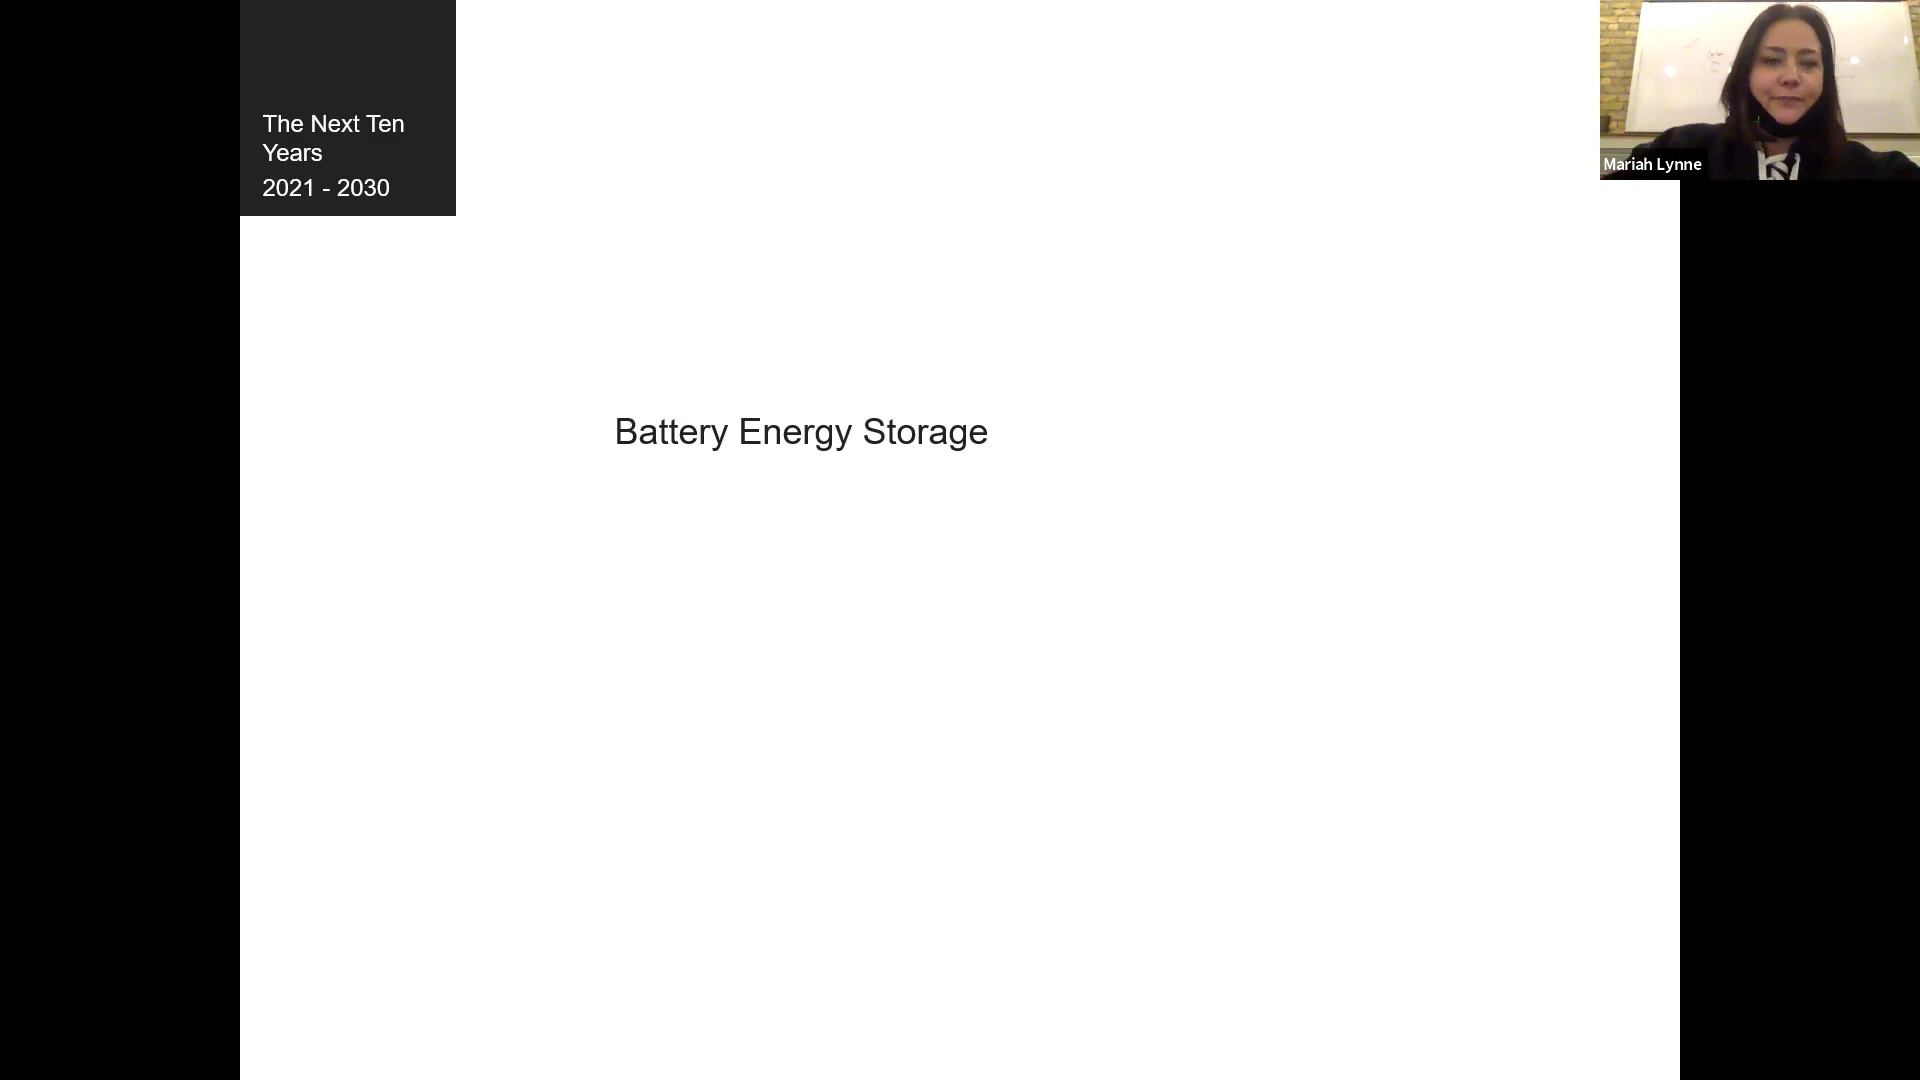 The Next Ten
Years
2021 - 2030
Mariah Lynne
Battery Energy Storage